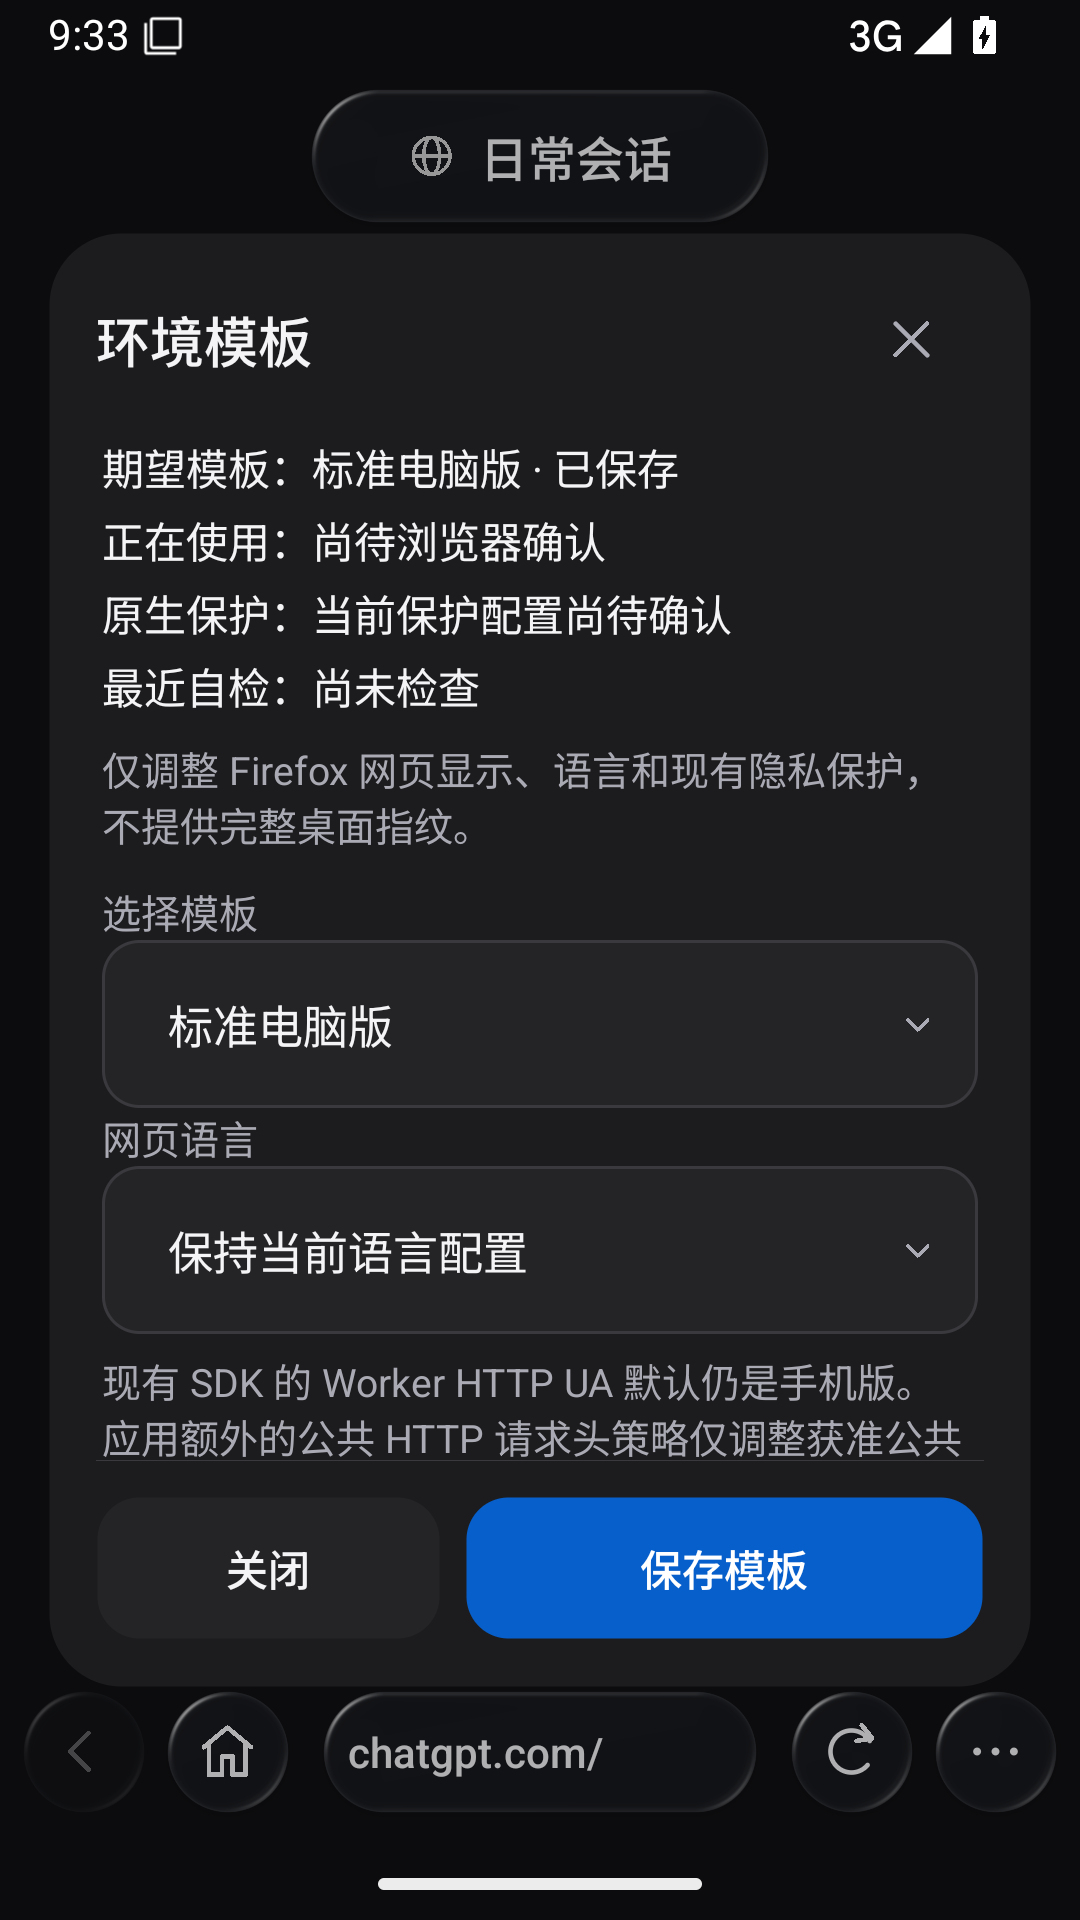 9:33
3G
日常会话
环境模板
期望模板：标准电脑版 · 已保存
正在使用：尚待浏览器确认
原生保护：当前保护配置尚待确认
最近自检：尚未检查
仅调整 Firefox 网页显示、语言和现有隐私保护，
不提供完整桌面指纹。
选择模板
标准电脑版
网页语言
保持当前语言配置
现有 SDK 的 Worker HTTP UA 默认仍是手机版。
应用额外的公共 HTTP 请求头策略仅调整获准公共
关闭
保存模板
chatgpt.com/